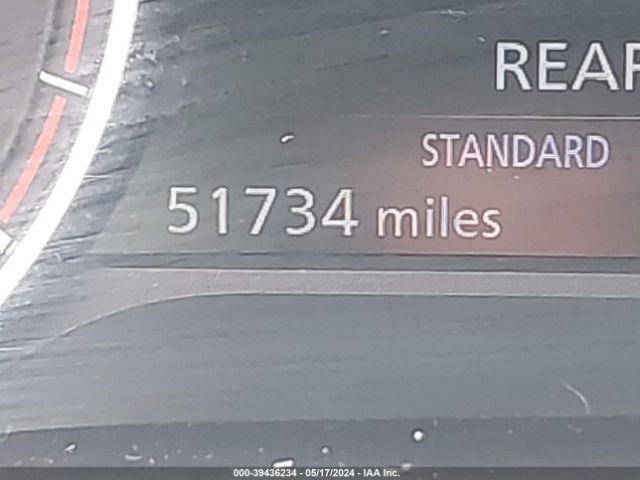 REAR
STANDARD
51734 miles
000-39436234 - 05/17/2024 - IAA Inc.